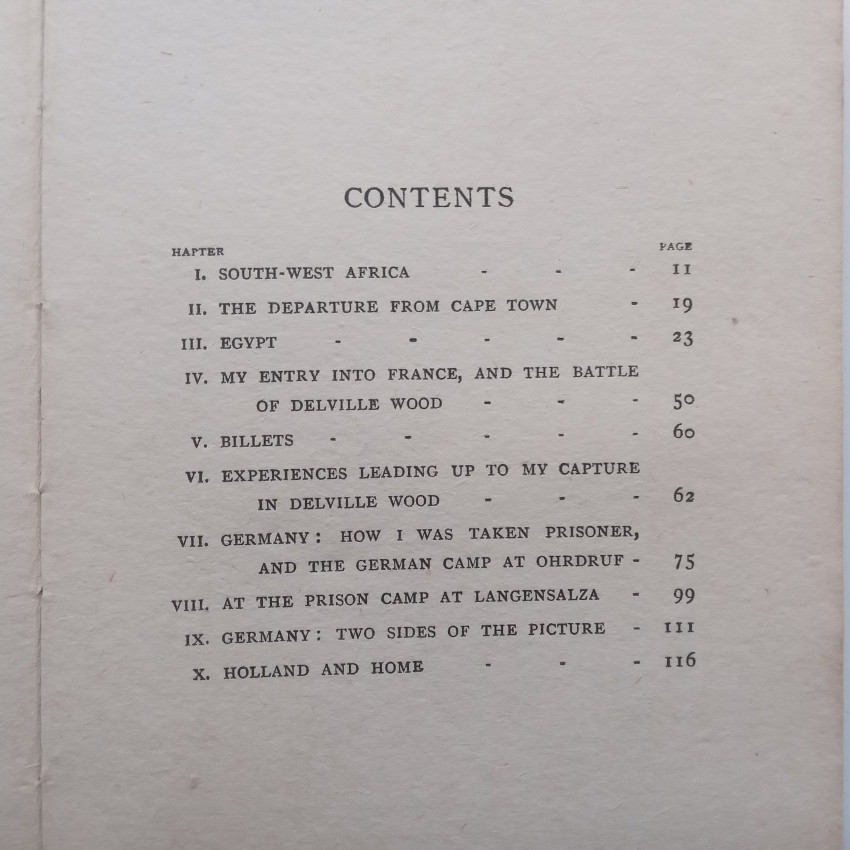 CONTENTS
HAPTER PAGE
I. SOUTH-WEST AFRICA - - - 11
II. THE DEPARTURE FROM CAPE TOWN - 19
III. EGYPT - - - - - 23
IV. MY ENTRY INTO FRANCE, AND THE BATTLE
OF DELVILLE WOOD - - - 50
V. BILLETS - - - - - 60
VI. EXPERIENCES LEADING UP TO MY CAPTURE
IN DELVILLE WOOD - - - 62
VII. GERMANY: HOW I WAS TAKEN PRISONER,
AND THE GERMAN CAMP AT OHRDRUF - 75
VIII. AT THE PRISON CAMP AT LANGENSALZA - 99
IX. GERMANY: TWO SIDES OF THE PICTURE - 111
X. HOLLAND AND HOME - - - 116